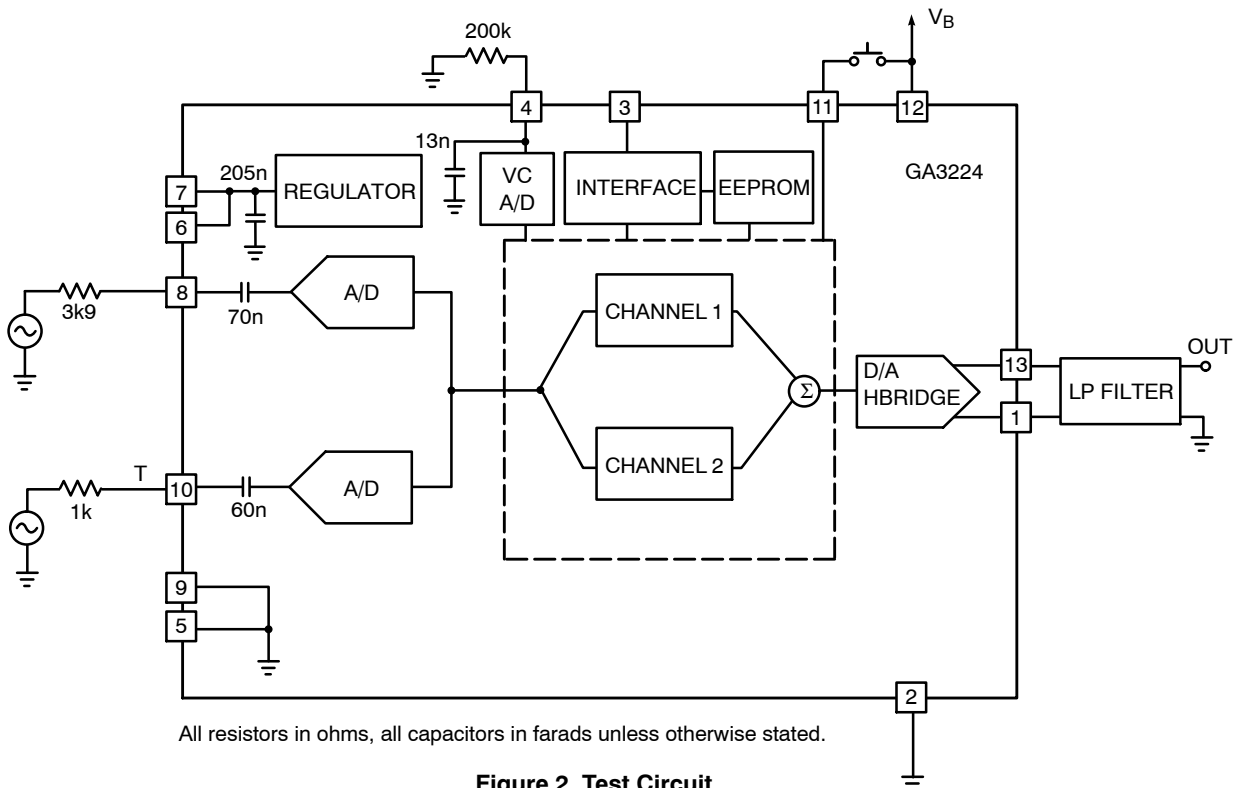 200k
VB
4
3
11
12
13n
GA3224
205n
REGULATOR
VC
A/D
INTERFACE
EEPROM
7
6
8
3k9
70n
A/D
CHANNEL 1
OUT
13
D/A
HBRIDGE
LP FILTER
Σ
1
CHANNEL 2
T
10
1k
60n
A/D
9
5
2
All resistors in ohms, all capacitors in farads unless otherwise stated.
Figure 2. Test Circuit